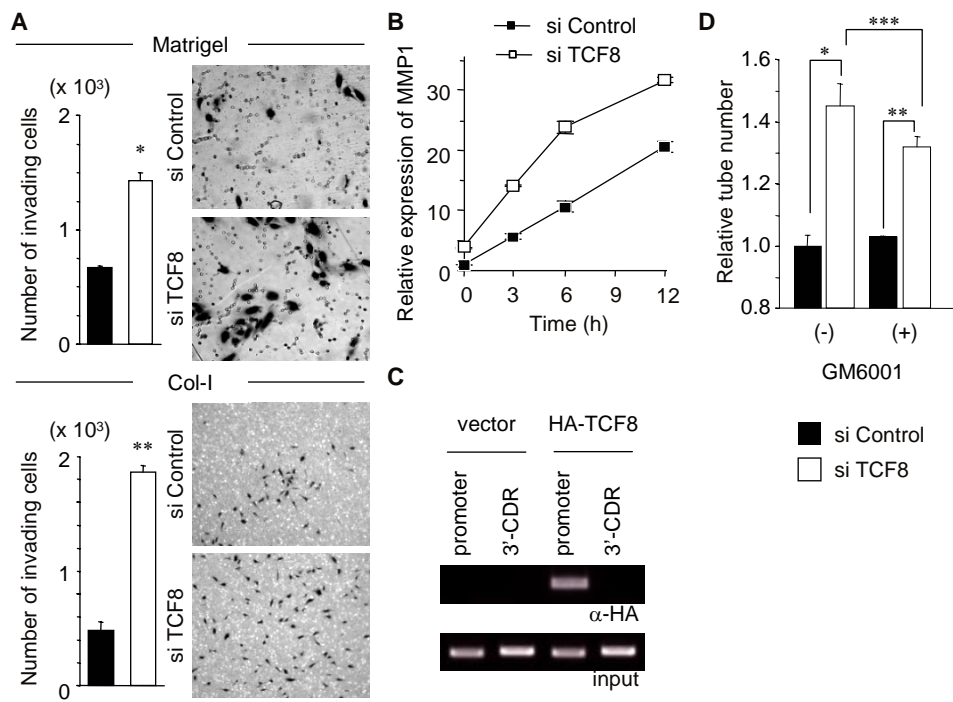 A
Matrigel
(x 10³)
Number of invading cells
2
1
0
*
si Control
si TCF8
Col-I
(x 10³)
Number of invading cells
2
1
0
**
si Control
si TCF8
B
si Control
si TCF8
Relative expression of MMP1
30
20
10
0
0 3 6 9 12
Time (h)
C
vector HA-TCF8
promoter 3'-CDR promoter 3'-CDR
α-HA
input
D
***
* **
Relative tube number
1.6
1.4
1.2
1.0
0.8
(-) (+)
GM6001
si Control
si TCF8